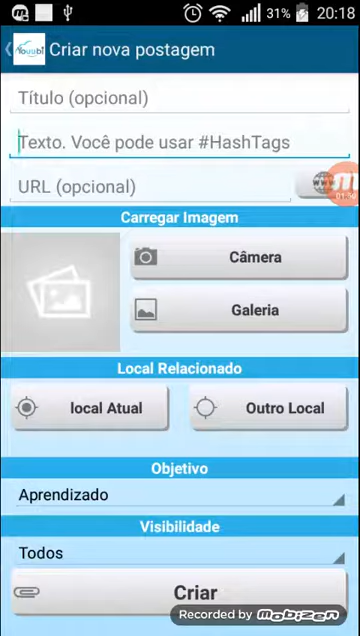 31% 20:18
Youubi Criar nova postagem
Título (opcional)
Texto. Você pode usar #HashTags
URL (opcional)
Carregar Imagem
Câmera
Galeria
Local Relacionado
local Atual
Outro Local
Objetivo
Aprendizado
Visibilidade
Todos
Criar
Recorded by MOBIZEN